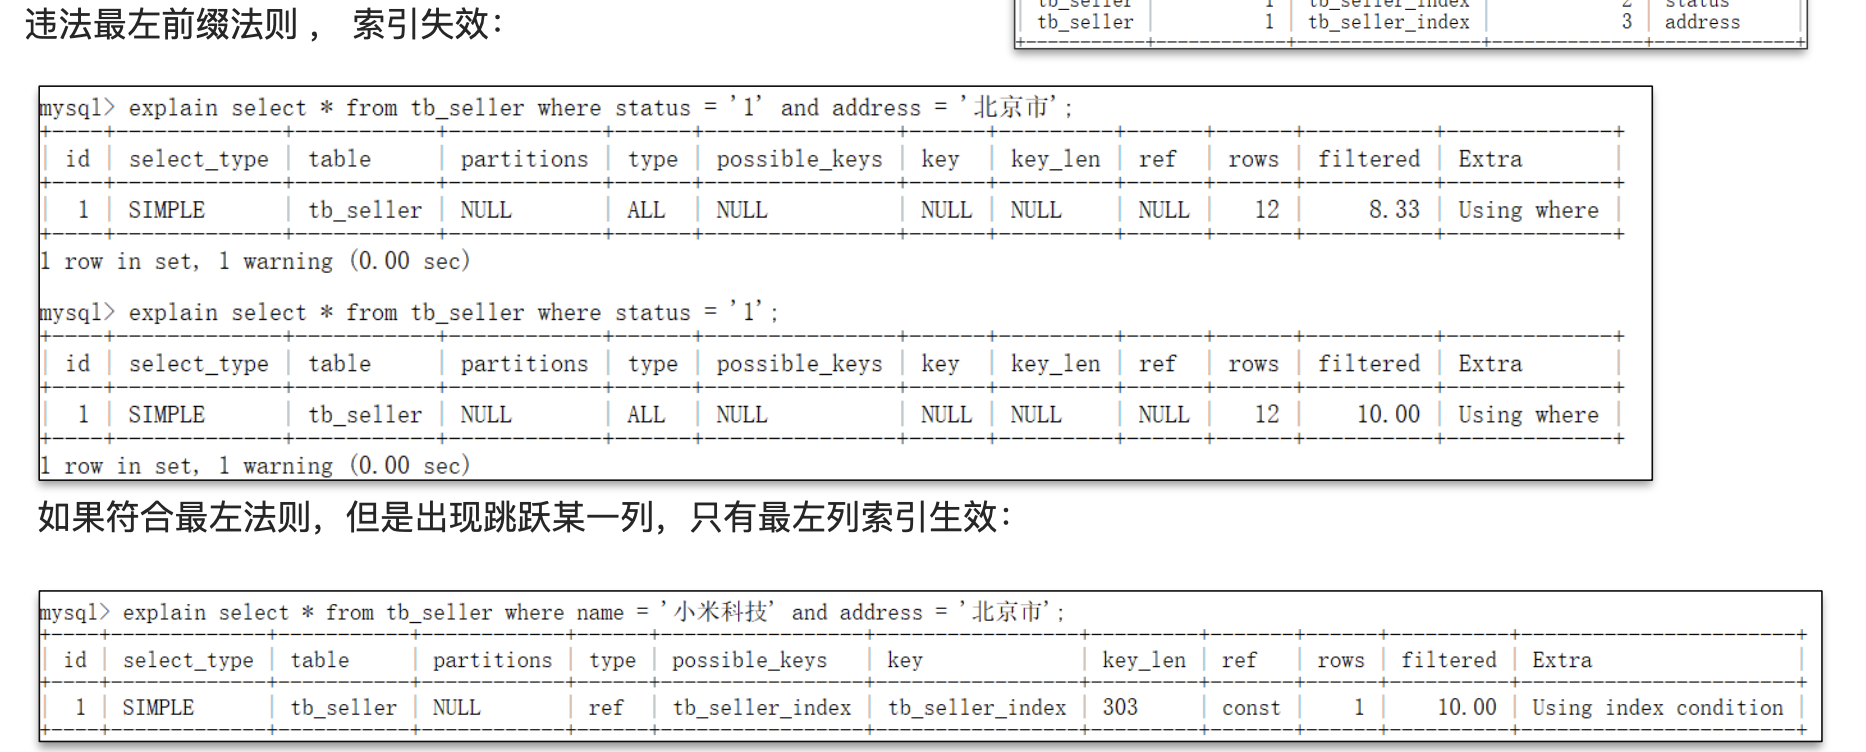 违法最左前缀法则 ， 索引失效：
tb_seller | 1 | tb_seller_index | 2 | status
tb_seller | 1 | tb_seller_index | 3 | address
mysql> explain select * from tb_seller where status = '1' and address = '北京市';
| id | select_type | table | partitions | type | possible_keys | key | key_len | ref | rows | filtered | Extra |
| 1 | SIMPLE | tb_seller | NULL | ALL | NULL | NULL | NULL | NULL | 12 | 8.33 | Using where |
1 row in set, 1 warning (0.00 sec)
mysql> explain select * from tb_seller where status = '1';
| id | select_type | table | partitions | type | possible_keys | key | key_len | ref | rows | filtered | Extra |
| 1 | SIMPLE | tb_seller | NULL | ALL | NULL | NULL | NULL | NULL | 12 | 10.00 | Using where |
1 row in set, 1 warning (0.00 sec)
如果符合最左法则，但是出现跳跃某一列，只有最左列索引生效：
mysql> explain select * from tb_seller where name = '小米科技' and address = '北京市';
| id | select_type | table | partitions | type | possible_keys | key | key_len | ref | rows | filtered | Extra |
| 1 | SIMPLE | tb_seller | NULL | ref | tb_seller_index | tb_seller_index | 303 | const | 1 | 10.00 | Using index condition |